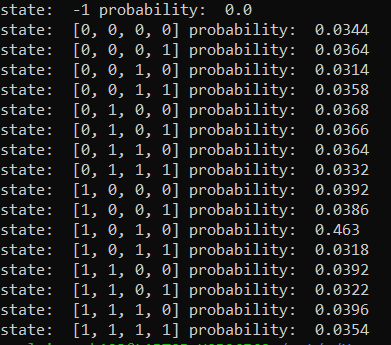 state:  -1 probability:  0.0
state:  [0, 0, 0, 0] probability:  0.0344
state:  [0, 0, 0, 1] probability:  0.0364
state:  [0, 0, 1, 0] probability:  0.0314
state:  [0, 0, 1, 1] probability:  0.0358
state:  [0, 1, 0, 0] probability:  0.0368
state:  [0, 1, 0, 1] probability:  0.0366
state:  [0, 1, 1, 0] probability:  0.0364
state:  [0, 1, 1, 1] probability:  0.0332
state:  [1, 0, 0, 0] probability:  0.0392
state:  [1, 0, 0, 1] probability:  0.0386
state:  [1, 0, 1, 0] probability:  0.463
state:  [1, 0, 1, 1] probability:  0.0318
state:  [1, 1, 0, 0] probability:  0.0392
state:  [1, 1, 0, 1] probability:  0.0322
state:  [1, 1, 1, 0] probability:  0.0396
state:  [1, 1, 1, 1] probability:  0.0354